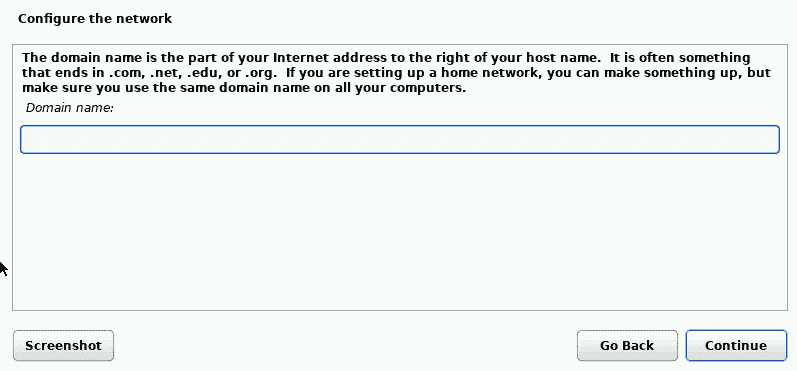 Configure the network
The domain name is the part of your Internet address to the right of your host name.  It is often something
that ends in .com, .net, .edu, or .org.  If you are setting up a home network, you can make something up, but
make sure you use the same domain name on all your computers.
Domain name:
Screenshot
Go Back
Continue